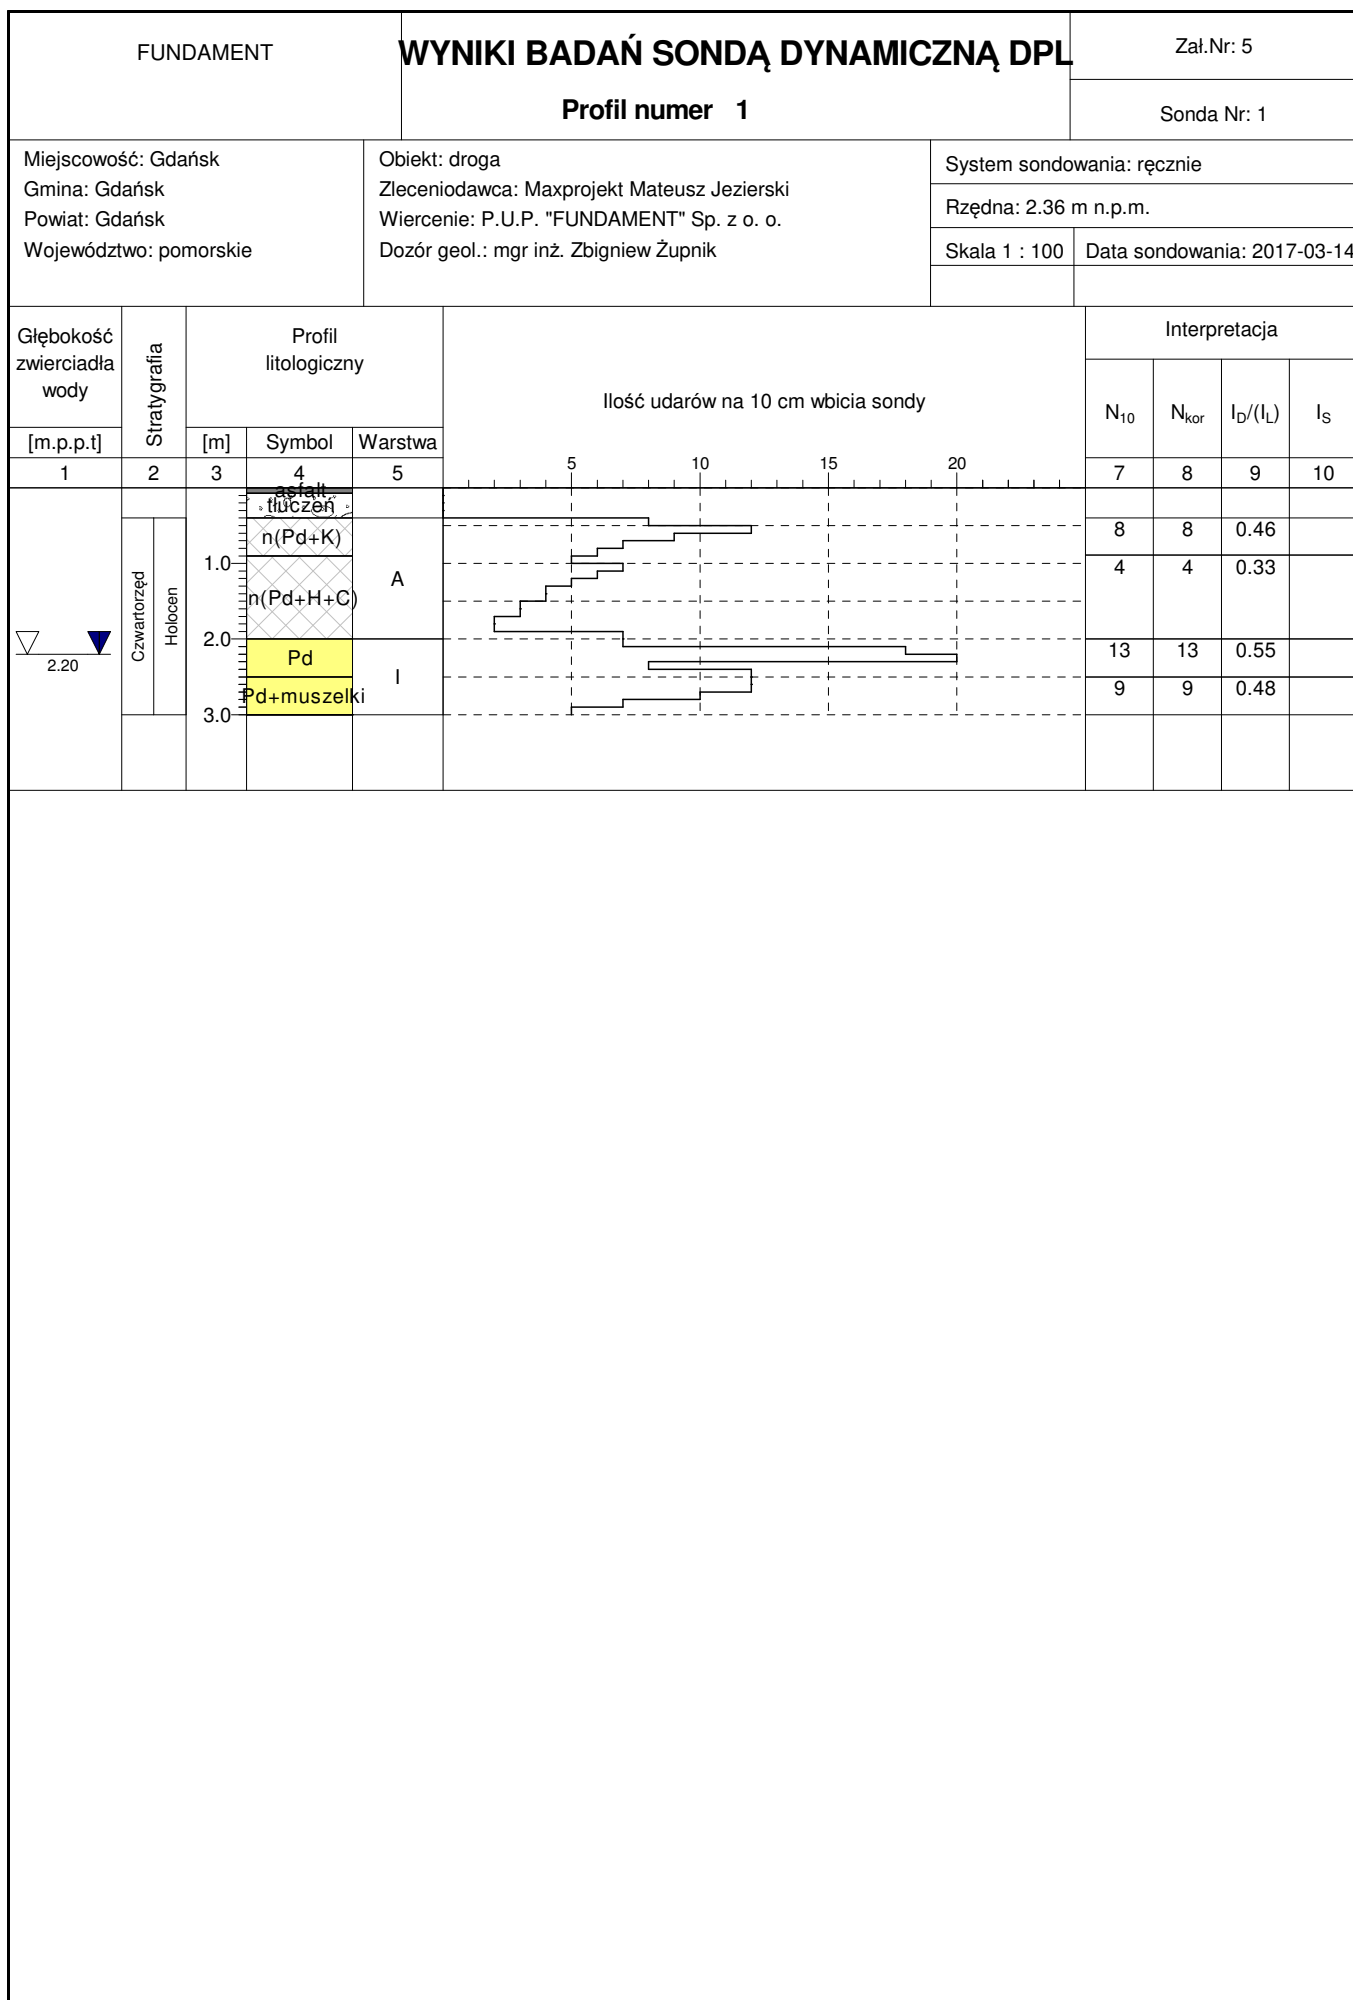 FUNDAMENT
WYNIKI BADAŃ SONDĄ DYNAMICZNĄ DPL
Profil numer 1
Zał.Nr: 5
Sonda Nr: 1
Miejscowość: Gdańsk
Gmina: Gdańsk
Powiat: Gdańsk
Województwo: pomorskie
Obiekt: droga
Zleceniodawca: Maxprojekt Mateusz Jezierski
Wiercenie: P.U.P. "FUNDAMENT" Sp. z o. o.
Dozór geol.: mgr inż. Zbigniew Żupnik
System sondowania: ręcznie
Rzędna: 2.36 m n.p.m.
Skala 1 : 100 Data sondowania: 2017-03-14
Głębokość
zwierciadła
wody
[m.p.p.t]
Stratygrafia
Profil
litologiczny
[m] Symbol Warstwa
Ilość udarów na 10 cm wbicia sondy
Interpretacja
N10 Nkor ID/(IL) IS
1 2 3 4 5 5 10 15 20 7 8 9 10
asfalt
tłuczeń
n(Pd+K) 8 8 0.46
1.0 4 4 0.33
A
n(Pd+H+C)
Czwartorzęd
Holocen
2.0
2.20
Pd 13 13 0.55
I
Pd+muszelki 9 9 0.48
3.0